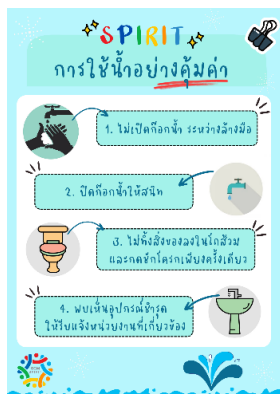 SPIRIT
การใช้น้ำอย่างคุ้มค่า
1. ไม่เปิดก๊อกน้ำ ระหว่างล้างมือ
2. ปิดก๊อกน้ำให้สนิท
3. ไม่ทิ้งสิ่งของลงในโถส้วม
และกดชักโครกเพียงครั้งเดียว
4. พบเห็นอุปกรณ์ชำรุด
ให้รีบแจ้งหน่วยงานที่เกี่ยวข้อง